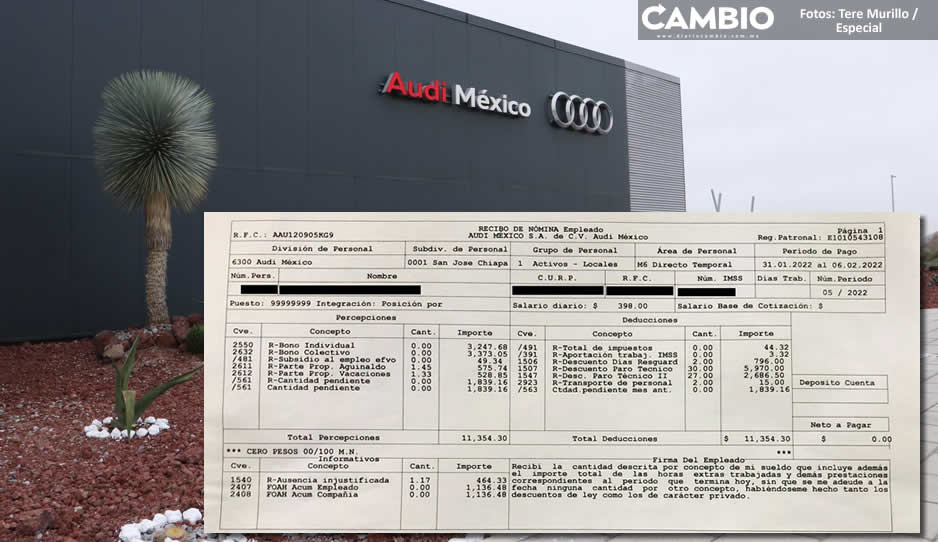 CAMBIO
www.diariocambio.com.mx
Fotos: Tere Murillo /
Especial
Audi México
RECIBO DE NÓMINA Empleado Página 1
R.F.C.: AAU120905KG9 AUDI MÉXICO S.A. de C.V. Audi México Reg.Patronal: E1010543108
División de Personal Subdiv. de Personal Grupo de Personal Área de Personal Periodo de Pago
6300 Audi México 0001 San Jose Chiapa 1 Activos - Locales M6 Directo Temporal 31.01.2022 al 06.02.2022
Núm.Pers. Nombre C.U.R.P. R.F.C. Núm. IMSS Días Trab. Núm.Periodo
05 / 2022
Puesto: 99999999 Integración: Posición por Salario diario: $ 398.00 Salario Base de Cotización: $
Percepciones Deducciones
Cve. Concepto Cant. Importe Cve. Concepto Cant. Importe
2550 R-Bono Individual 0.00 3,247.68 /491 R-Total de impuestos 0.00 44.32
2632 R-Bono Colectivo 0.00 3,373.05 /391 R-Aportación trabaj. IMSS 0.00 3.32
/481 R-Subsidio al empleo efvo 0.00 49.34 1506 R-Descuento Dias Resguard 2.00 796.00
2611 R-Parte Prop. Aguinaldo 1.45 575.74 1507 R-Descuento Paro Tecnico 30.00 5,970.00
2612 R-Parte Prop. Vacaciones 1.33 528.85 1547 R-Desc. Paro Técnico II 27.00 2,686.50
/561 R-Cantidad pendiente 0.00 1,839.16 2923 R-Transporte de personal 2.00 15.00
/561 Cantidad pendiente 0.00 1,839.16 /563 Ctdad.pendiente mes ant. 0.00 1,839.16
Deposito Cuenta
Neto a Pagar
Total Percepciones 11,354.30 Total Deducciones $ 11,354.30 $ 0.00
*** CERO PESOS 00/100 M.N. ***
Informativos Firma Del Empleado
Cve. Concepto Cant. Importe
1540 R-Ausencia injustificada 1.17 464.33
2407 FOAH Acum Empleado 0.00 1,136.48
2408 FOAH Acum Compañia 0.00 1,136.48
Recibí la cantidad descrita por concepto de mi sueldo que incluye además
el importe total de las horas extras trabajadas y demás prestaciones
correspondientes al periodo que termina hoy, sin que se me adeude a la
fecha ninguna cantidad por otro concepto, habiéndoseme hecho tanto los
descuentos de ley como los de carácter privado.